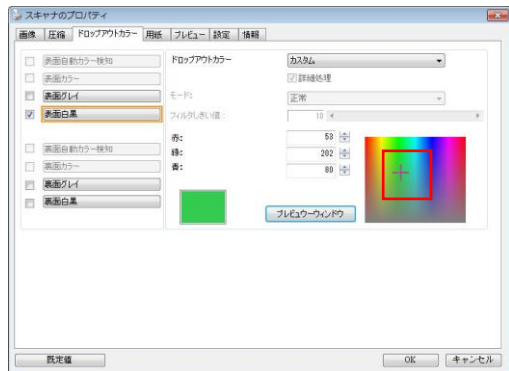 スキャナのプロパティ
画像 圧縮 ドロップアウトカラー 用紙 プレビュー 設定 情報
表面自動カラー検知
表面カラー
表面グレイ
表面白黒
裏面自動カラー検知
裏面カラー
裏面グレイ
裏面白黒
ドロップアウトカラー カスタム
詳細処理
モード: 正常
フィルタしきい値: 10
赤: 53
緑: 202
青: 80
プレビューウィンドウ
既定値 OK キャンセル